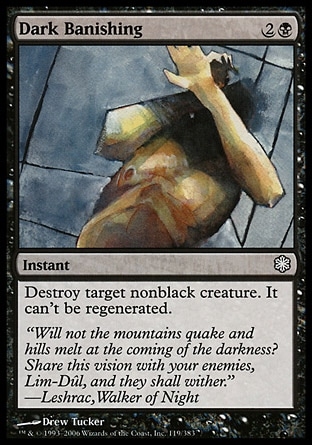 Dark Banishing 2
Instant
Destroy target nonblack creature. It
can't be regenerated.
"Will not the mountains quake and
hills melt at the coming of the darkness?
Share this vision with your enemies,
Lim-Dûl, and they shall wither."
—Leshrac,Walker of Night
Drew Tucker
™ & © 1993-2006 Wizards of the Coast, Inc. 119/383